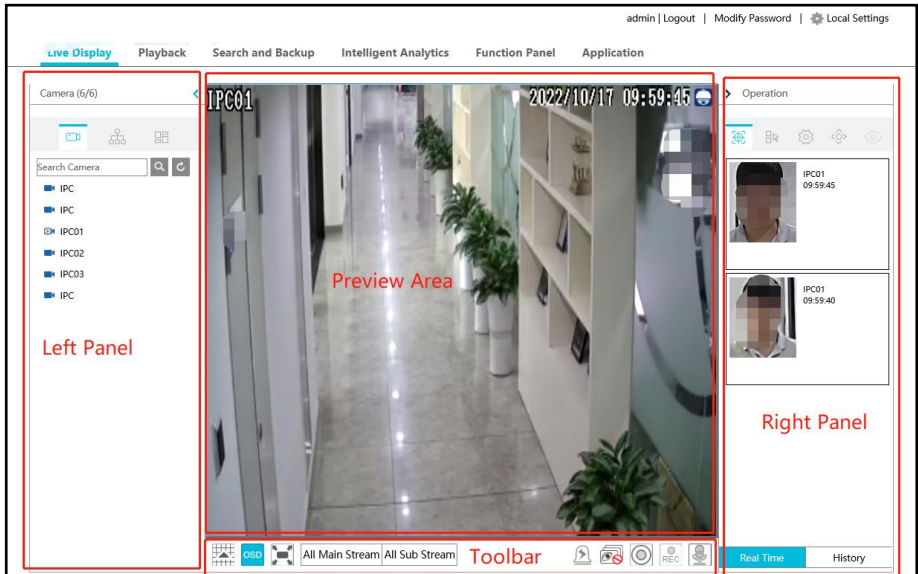 admin | Logout | Modify Password | Local Settings
Live Display Playback Search and Backup Intelligent Analytics Function Panel Application
Camera (6/6)
Search Camera
IPC
IPC
IPC01
IPC02
IPC03
IPC
Left Panel
IPC01 2022/10/17 09:59:45
Preview Area
OSD All Main Stream All Sub Stream Toolbar REC
Operation
IPC01
09:59:45
IPC01
09:59:40
Right Panel
Real Time History